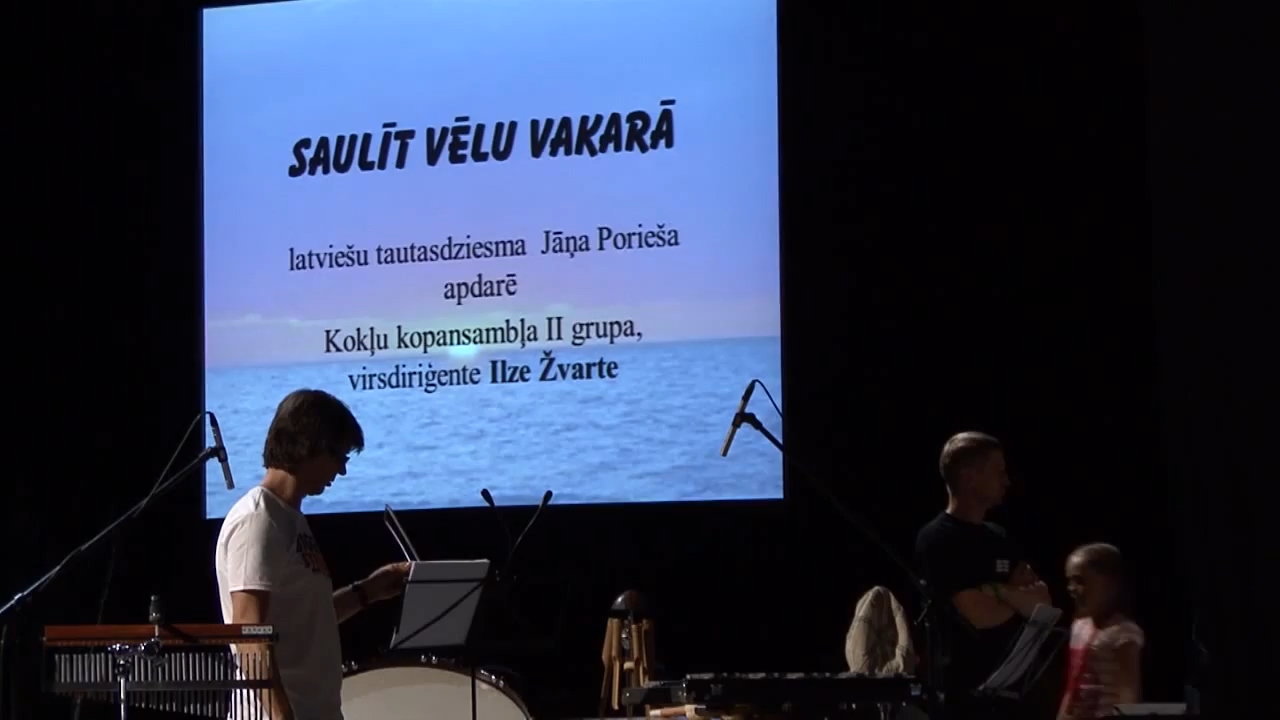 SAULĪT VĒLU VAKARĀ
latviešu tautasdziesma Jāņa Porieša
apdarē
Kokļu kopansambļa II grupa,
virsdiriģente Ilze Žvarte